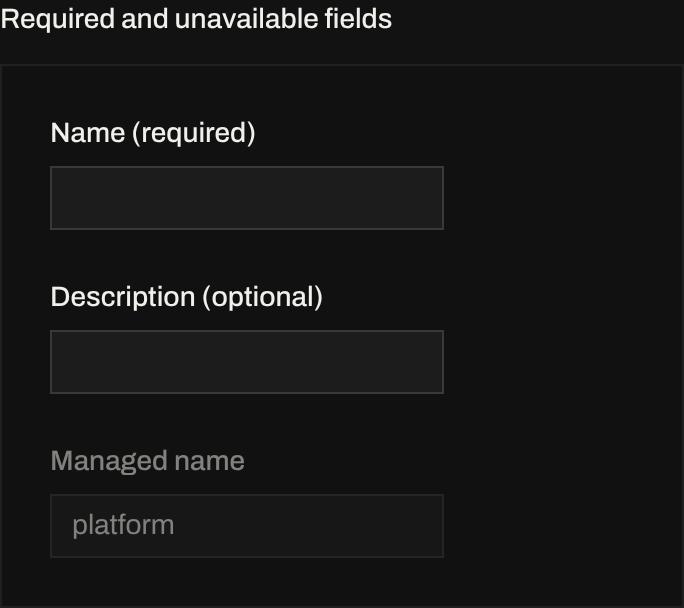 Required and unavailable fields
Name (required)
Description (optional)
Managed name
platform